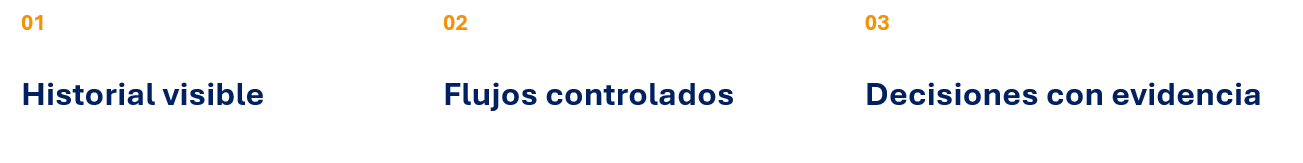 01
Historial visible
02
Flujos controlados
03
Decisiones con evidencia